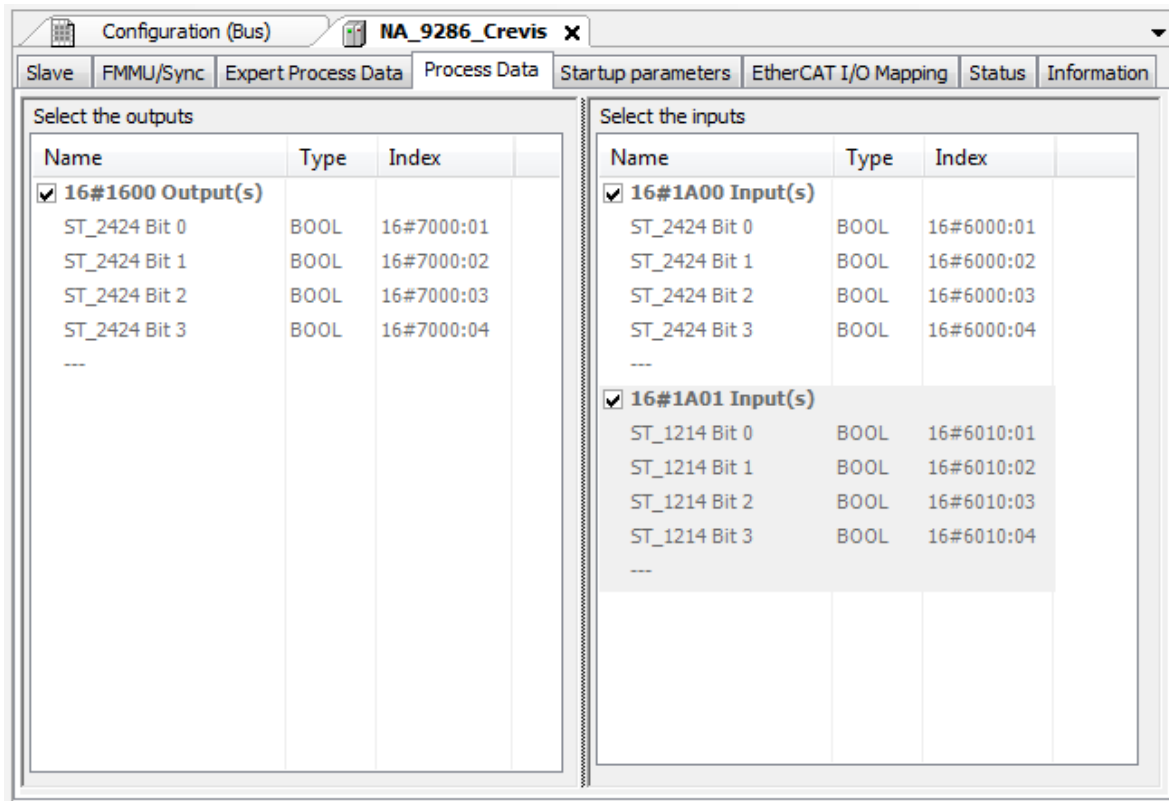 Configuration (Bus) NA_9286_Crevis
Slave FMMU/Sync Expert Process Data Process Data Startup parameters EtherCAT I/O Mapping Status Information
Select the outputs
Name Type Index
16#1600 Output(s)
ST_2424 Bit 0 BOOL 16#7000:01
ST_2424 Bit 1 BOOL 16#7000:02
ST_2424 Bit 2 BOOL 16#7000:03
ST_2424 Bit 3 BOOL 16#7000:04
---
Select the inputs
Name Type Index
16#1A00 Input(s)
ST_2424 Bit 0 BOOL 16#6000:01
ST_2424 Bit 1 BOOL 16#6000:02
ST_2424 Bit 2 BOOL 16#6000:03
ST_2424 Bit 3 BOOL 16#6000:04
---
16#1A01 Input(s)
ST_1214 Bit 0 BOOL 16#6010:01
ST_1214 Bit 1 BOOL 16#6010:02
ST_1214 Bit 2 BOOL 16#6010:03
ST_1214 Bit 3 BOOL 16#6010:04
---